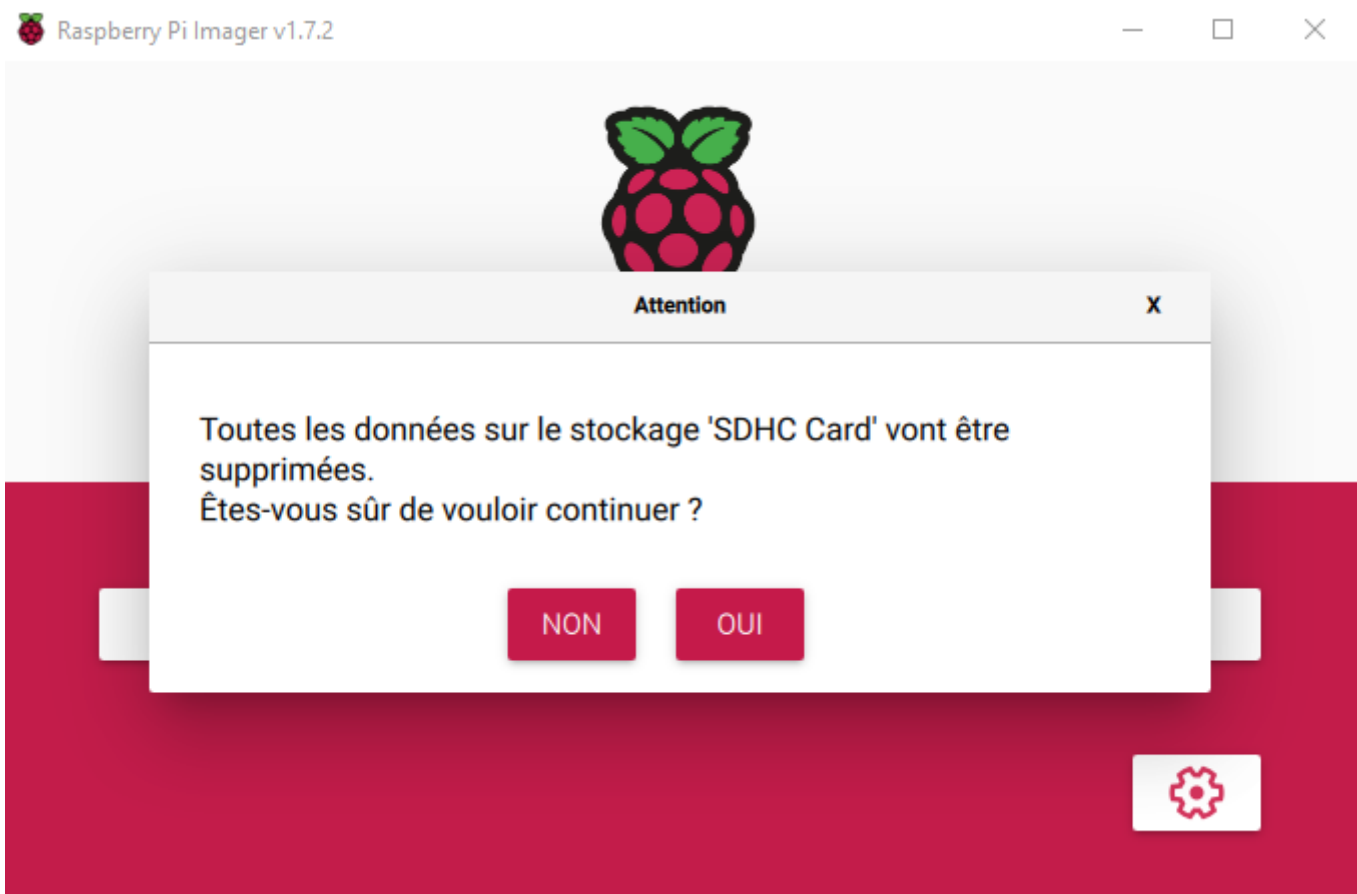 Raspberry Pi Imager v1.7.2
Attention
X
Toutes les données sur le stockage 'SDHC Card' vont être
supprimées.
Êtes-vous sûr de vouloir continuer ?
NON
OUI